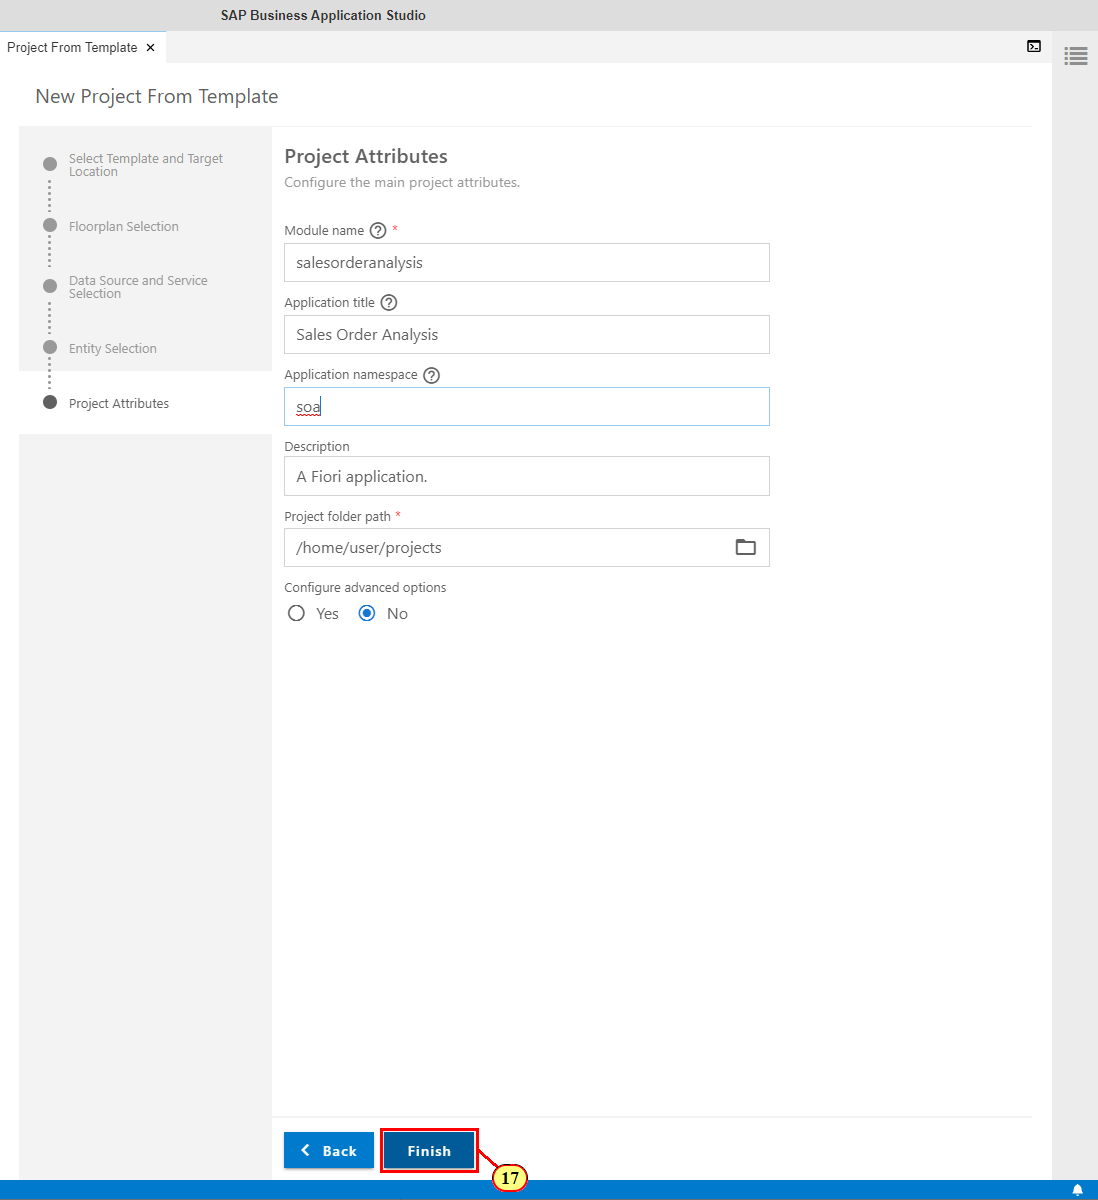 SAP Business Application Studio
Project From Template
New Project From Template
Select Template and Target
Location
Floorplan Selection
Data Source and Service
Selection
Entity Selection
Project Attributes
Project Attributes
Configure the main project attributes.
Module name *
salesorderanalysis
Application title
Sales Order Analysis
Application namespace
soa
Description
A Fiori application.
Project folder path *
/home/user/projects
Configure advanced options
Yes No
Back Finish
17